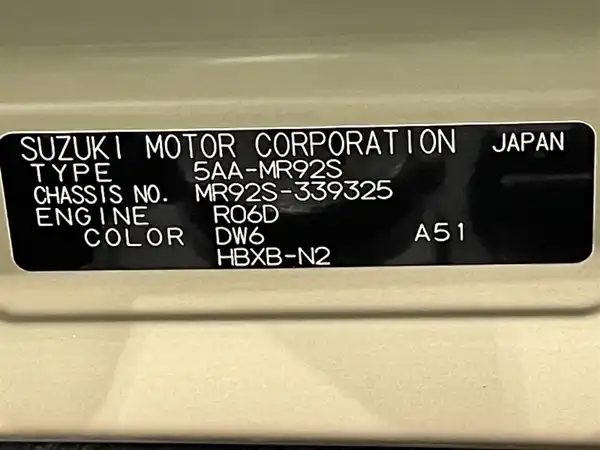 SUZUKI MOTOR CORPORATION JAPAN
TYPE 5AA-MR92S
CHASSIS NO. MR92S-339325
ENGINE R06D
COLOR DW6 A51
HBXB-N2